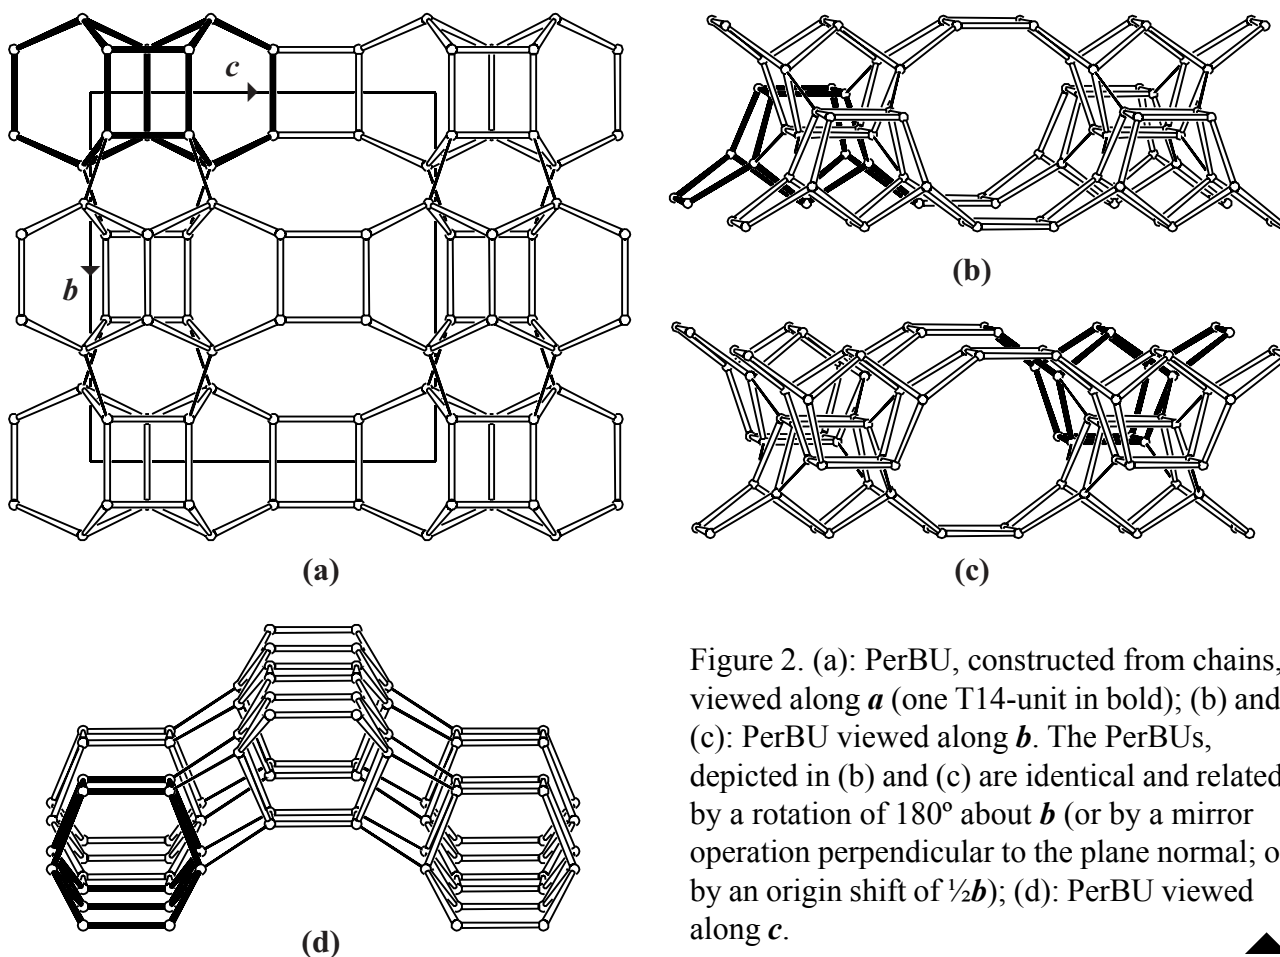 c
b
(a)
(b)
(c)
(d)
Figure 2. (a): PerBU, constructed from chains,
viewed along a (one T14-unit in bold); (b) and
(c): PerBU viewed along b. The PerBUs,
depicted in (b) and (c) are identical and related
by a rotation of 180º about b (or by a mirror
operation perpendicular to the plane normal; o
by an origin shift of ½b); (d): PerBU viewed
along c.